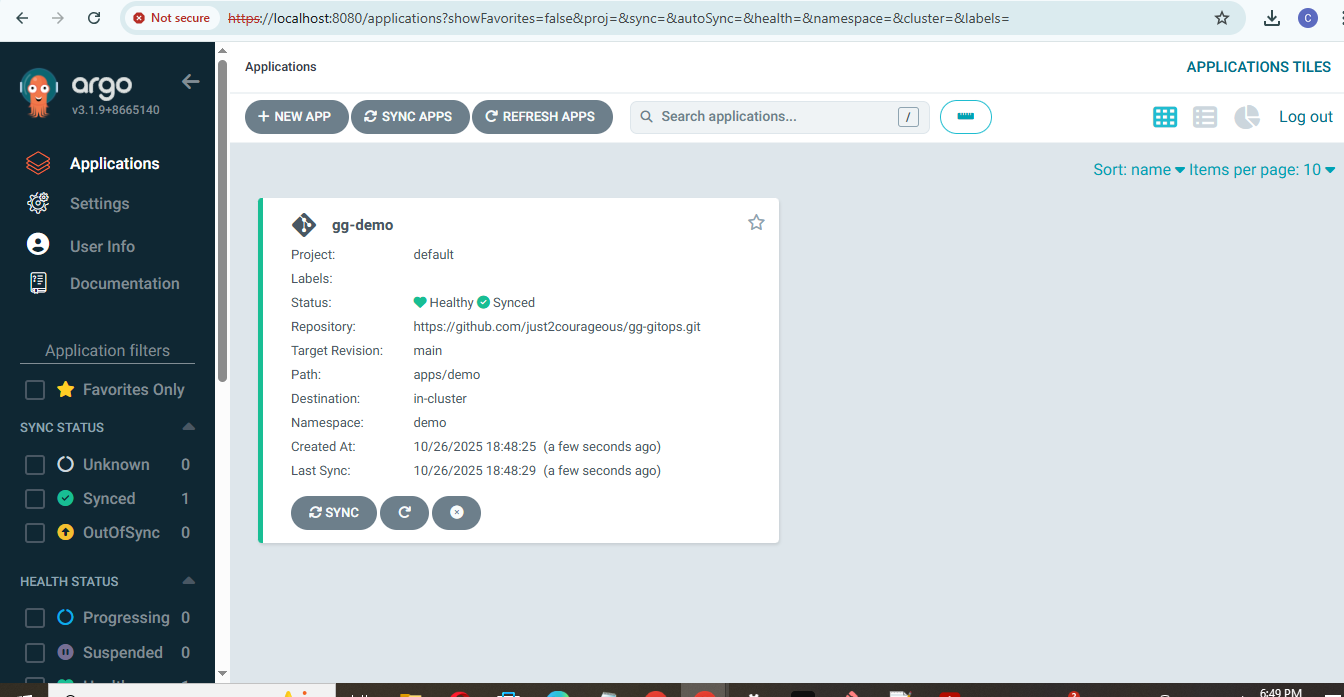 Not secure
https://localhost:8080/applications?showFavorites=false&proj=&sync=&autoSync=&health=&namespace=&cluster=&labels=
C
argo
v3.1.9+8665140
Applications
Settings
User Info
Documentation
Application filters
Favorites Only
SYNC STATUS
Unknown 0
Synced 1
OutOfSync 0
HEALTH STATUS
Progressing 0
Suspended 0
Applications
APPLICATIONS TILES
+ NEW APP
SYNC APPS
REFRESH APPS
Search applications...
/
Log out
Sort: name
Items per page: 10
gg-demo
Project: default
Labels:
Status: Healthy Synced
Repository: https://github.com/just2courageous/gg-gitops.git
Target Revision: main
Path: apps/demo
Destination: in-cluster
Namespace: demo
Created At: 10/26/2025 18:48:25 (a few seconds ago)
Last Sync: 10/26/2025 18:48:29 (a few seconds ago)
SYNC
6:49 PM